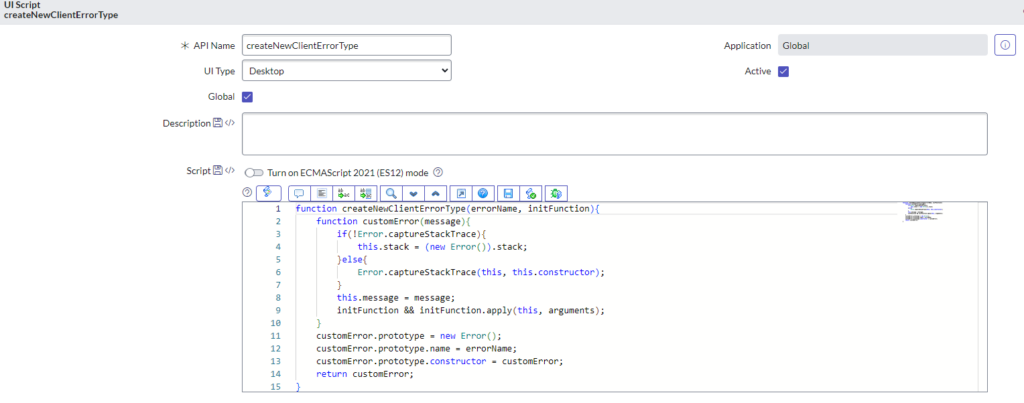 UI Script
createNewClientErrorType
API Name createNewClientErrorType Application Global
UI Type Desktop Active
Global
Description
Script Turn on ECMAScript 2021 (ES12) mode
1 function createNewClientErrorType(errorName, initFunction){
2     function customError(message){
3         if(!Error.captureStackTrace){
4             this.stack = (new Error()).stack;
5         }else{
6             Error.captureStackTrace(this, this.constructor);
7         }
8         this.message = message;
9         initFunction && initFunction.apply(this, arguments);
10     }
11     customError.prototype = new Error();
12     customError.prototype.name = errorName;
13     customError.prototype.constructor = customError;
14     return customError;
15 }